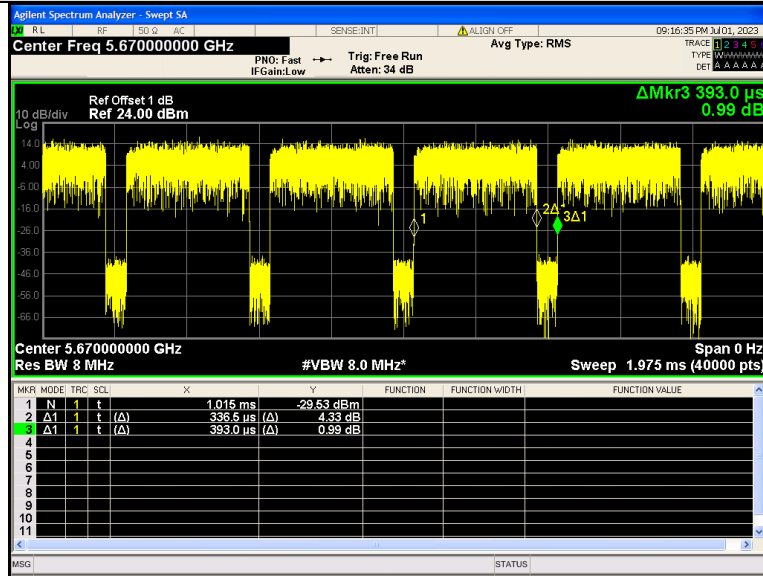 Agilent Spectrum Analyzer - Swept SA
LXI RL RF 50 Ω AC SENSE:INT ALIGN OFF 09:16:35 PM Jul 01, 2023
Center Freq 5.670000000 GHz
PNO: Fast
IFGain:Low
Trig: Free Run
Atten: 34 dB
Avg Type: RMS
TRACE 1 2 3 4 5
TYPE
DET A A A A A
ΔMkr3 393.0 µs
0.99 dB
Ref Offset 1 dB
10 dB/div Ref 24.00 dBm
Log
14.0
4.00
-6.00
-16.0
-26.0
-36.0
-46.0
-56.0
-66.0
1
2Δ1
3Δ1
Center 5.670000000 GHz Span 0 Hz
Res BW 8 MHz #VBW 8.0 MHz* Sweep 1.975 ms (40000 pts)
MKR MODE TRC SCL X Y FUNCTION FUNCTION WIDTH FUNCTION VALUE
1 N 1 t 1.015 ms -29.53 dBm
2 Δ1 1 t (Δ) 336.5 µs (Δ) 4.33 dB
3 Δ1 1 t (Δ) 393.0 µs (Δ) 0.99 dB
4
5
6
7
8
9
10
11
MSG STATUS